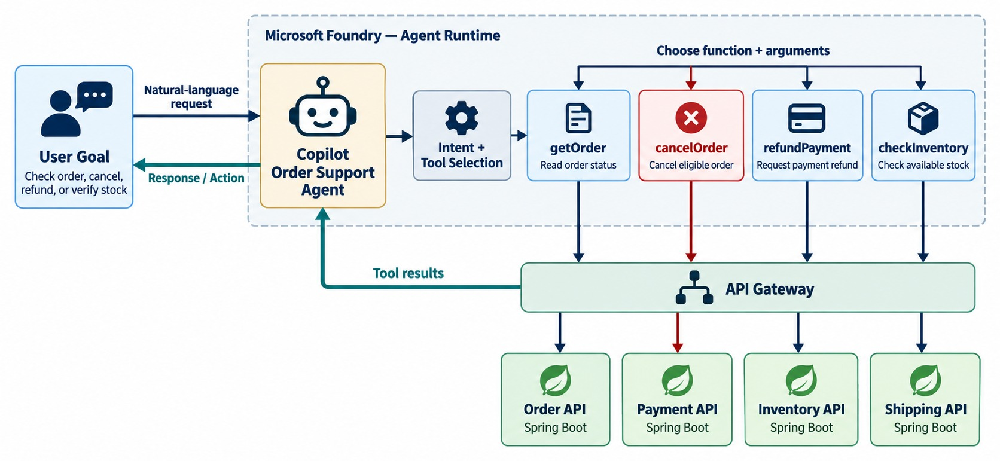 Microsoft Foundry — Agent Runtime
Choose function + arguments
Natural-language
request
User Goal
Check order, cancel,
refund, or verify stock
Response / Action
Copilot
Order Support
Agent
Intent +
Tool Selection
getOrder
Read order status
cancelOrder
Cancel eligible order
refundPayment
Request payment refund
checkInventory
Check available stock
Tool results
API Gateway
Order API
Spring Boot
Payment API
Spring Boot
Inventory API
Spring Boot
Shipping API
Spring Boot